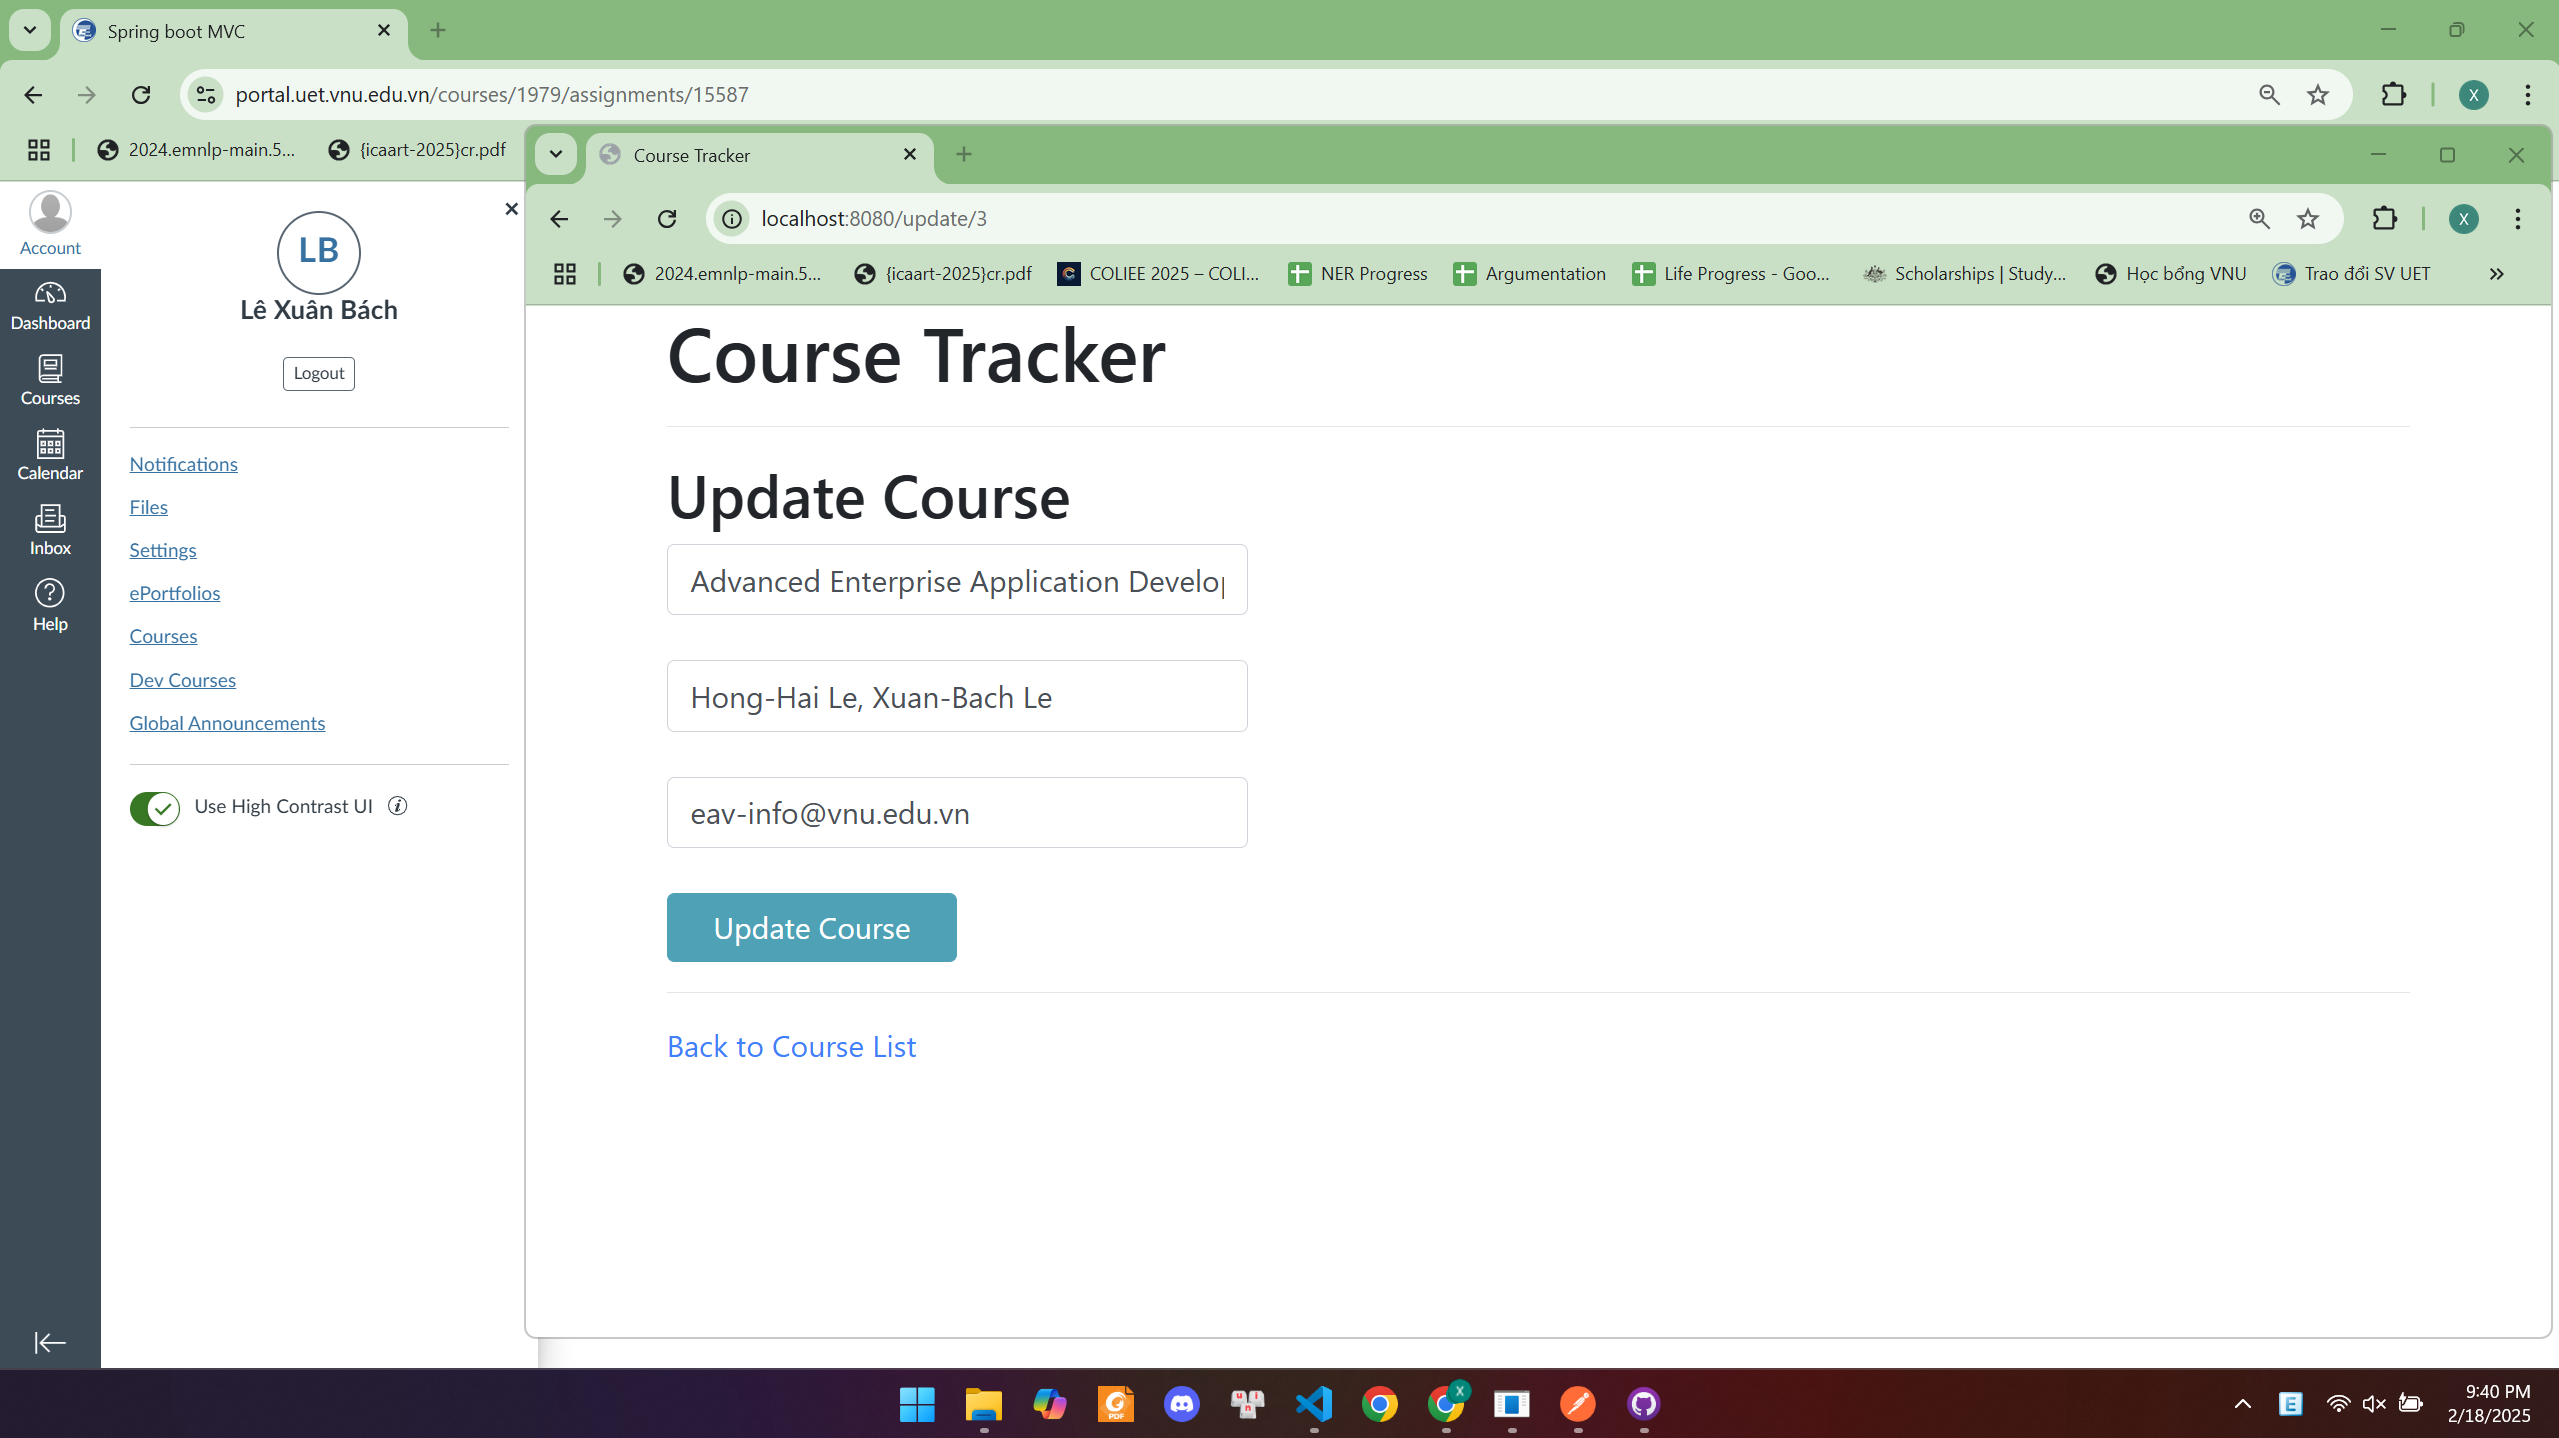 Spring boot MVC
portal.uet.vnu.edu.vn/courses/1979/assignments/15587
X
2024.emnlp-main.5...
{icaart-2025}cr.pdf
Course Tracker
localhost:8080/update/3
X
2024.emnlp-main.5...
{icaart-2025}cr.pdf
COLIEE 2025 – COLI...
NER Progress
Argumentation
Life Progress - Goo...
Scholarships | Study...
Học bổng VNU
Trao đổi SV UET
Account
Dashboard
Courses
Calendar
Inbox
Help
LB
Lê Xuân Bách
Logout
Notifications
Files
Settings
ePortfolios
Courses
Dev Courses
Global Announcements
Use High Contrast UI
Course Tracker
Update Course
Advanced Enterprise Application Develop
Hong-Hai Le, Xuan-Bach Le
eav-info@vnu.edu.vn
Update Course
Back to Course List
PDF
u i
n
X
E
9:40 PM
2/18/2025